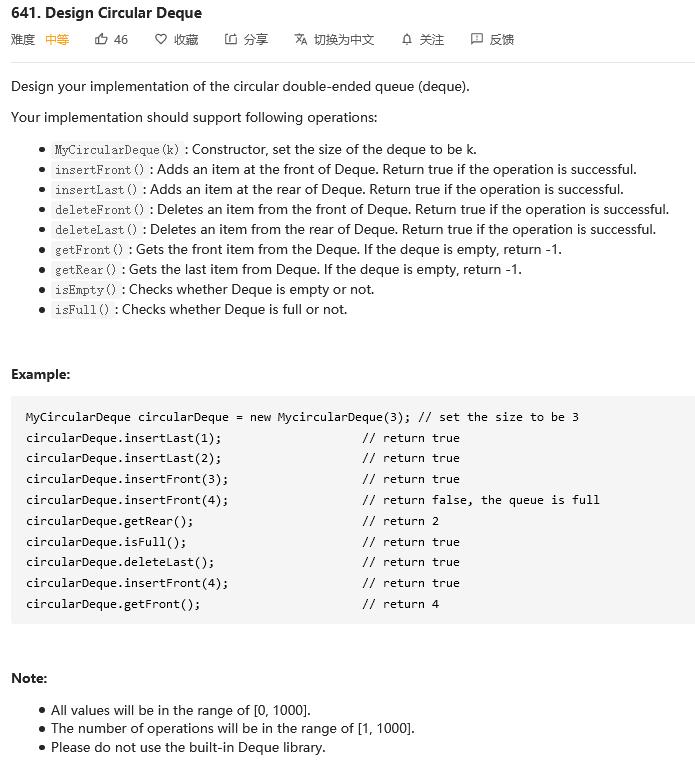 641. Design Circular Deque
难度 中等 46 收藏 分享 切换为中文 关注 反馈
Design your implementation of the circular double-ended queue (deque).
Your implementation should support following operations:
MyCircularDeque(k) : Constructor, set the size of the deque to be k.
insertFront() : Adds an item at the front of Deque. Return true if the operation is successful.
insertLast() : Adds an item at the rear of Deque. Return true if the operation is successful.
deleteFront() : Deletes an item from the front of Deque. Return true if the operation is successful.
deleteLast() : Deletes an item from the rear of Deque. Return true if the operation is successful.
getFront() : Gets the front item from the Deque. If the deque is empty, return -1.
getRear() : Gets the last item from Deque. If the deque is empty, return -1.
isEmpty() : Checks whether Deque is empty or not.
isFull() : Checks whether Deque is full or not.
Example:
MyCircularDeque circularDeque = new MycircularDeque(3); // set the size to be 3
circularDeque.insertLast(1); // return true
circularDeque.insertLast(2); // return true
circularDeque.insertFront(3); // return true
circularDeque.insertFront(4); // return false, the queue is full
circularDeque.getRear(); // return 2
circularDeque.isFull(); // return true
circularDeque.deleteLast(); // return true
circularDeque.insertFront(4); // return true
circularDeque.getFront(); // return 4
Note:
All values will be in the range of [0, 1000].
The number of operations will be in the range of [1, 1000].
Please do not use the built-in Deque library.